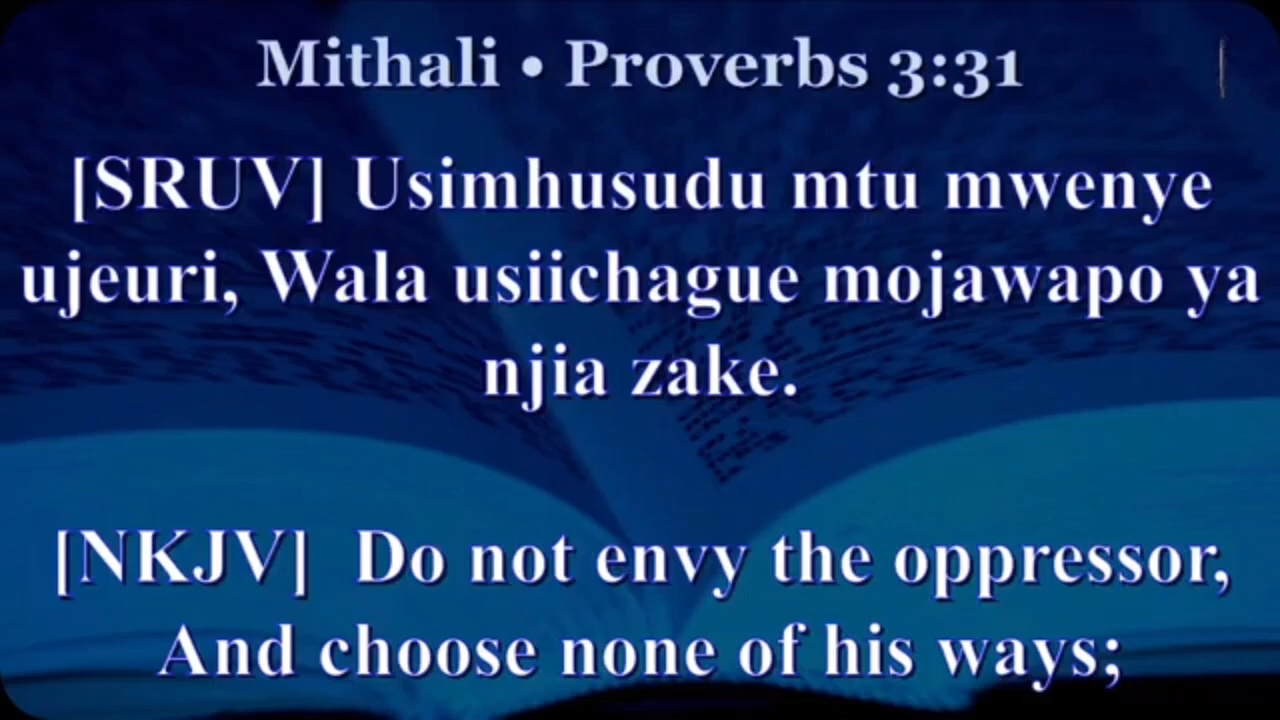 Mithali • Proverbs 3:31
[SRUV] Usimhusudu mtu mwenye
ujeuri, Wala usiichague mojawapo ya
njia zake.
[NKJV] Do not envy the oppressor,
And choose none of his ways;